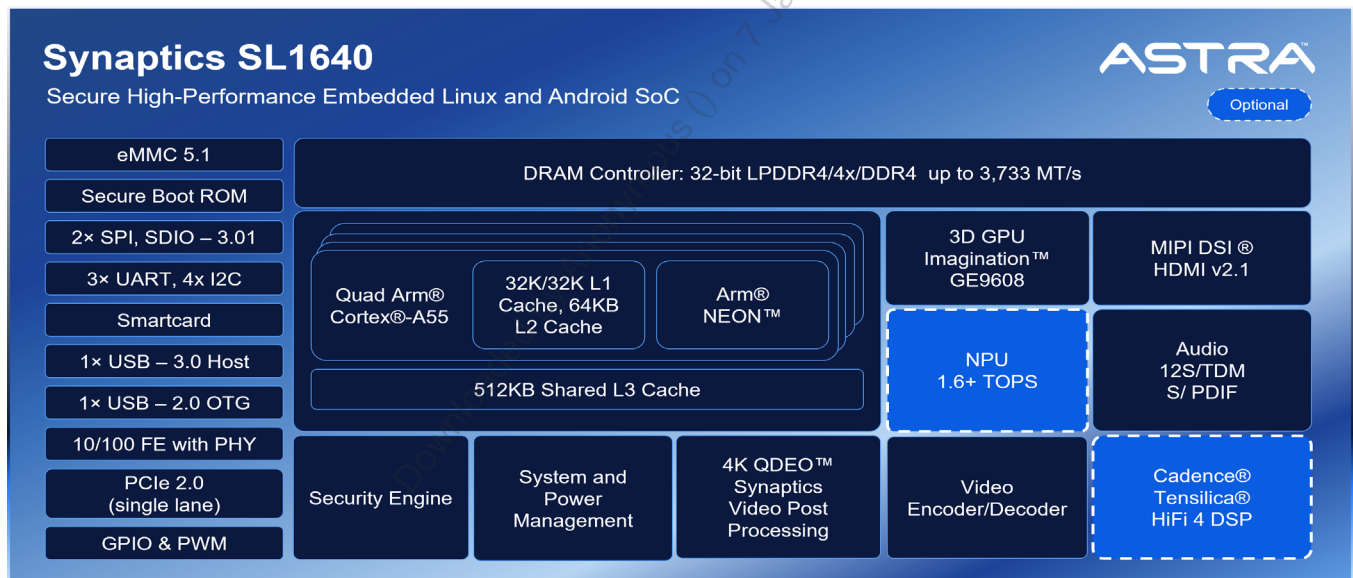 Synaptics SL1640
Secure High-Performance Embedded Linux and Android SoC
ASTRA™
Optional
eMMC 5.1
Secure Boot ROM
2× SPI, SDIO – 3.01
3× UART, 4x I2C
Smartcard
1× USB – 3.0 Host
1× USB – 2.0 OTG
10/100 FE with PHY
PCIe 2.0
(single lane)
GPIO & PWM
DRAM Controller: 32-bit LPDDR4/4x/DDR4 up to 3,733 MT/s
Quad Arm®
Cortex®-A55
32K/32K L1
Cache, 64KB
L2 Cache
Arm®
NEON™
512KB Shared L3 Cache
3D GPU
Imagination™
GE9608
MIPI DSI ®
HDMI v2.1
NPU
1.6+ TOPS
Audio
12S/TDM
S/ PDIF
Security Engine
System and
Power
Management
4K QDEO™
Synaptics
Video Post
Processing
Video
Encoder/Decoder
Cadence®
Tensilica®
HiFi 4 DSP
Downloaded Anonymous () on 7